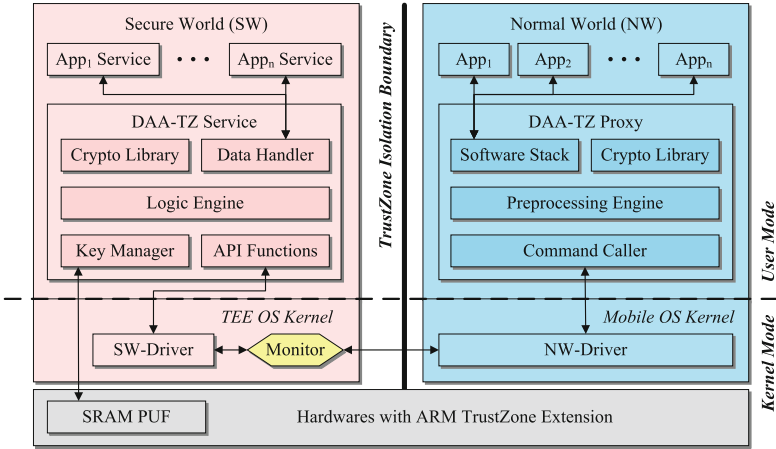 Secure World (SW)
App₁ Service
• • •
Appₙ Service
DAA-TZ Service
Crypto Library
Data Handler
Logic Engine
Key Manager
API Functions
TEE OS Kernel
SW-Driver
Monitor
TrustZone Isolation Boundary
Normal World (NW)
App₁
App₂
• • •
Appₙ
DAA-TZ Proxy
Software Stack
Crypto Library
Preprocessing Engine
Command Caller
Mobile OS Kernel
NW-Driver
User Mode
Kernel Mode
SRAM PUF
Hardwares with ARM TrustZone Extension